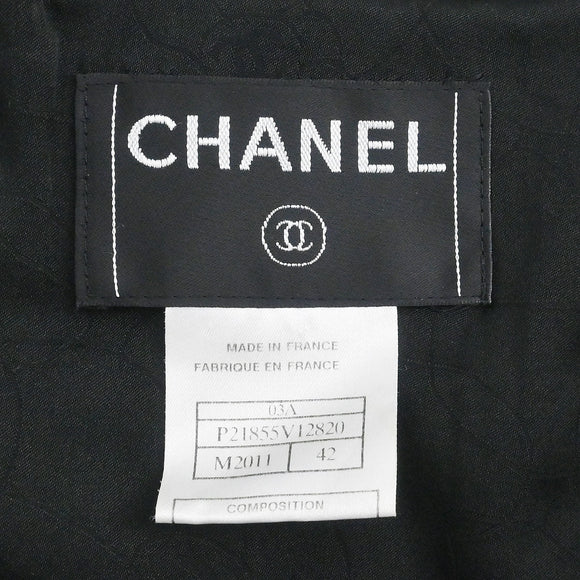 CHANEL
MADE IN FRANCE
FABRIQUE EN FRANCE
03A
P21855V12820
M2011 42
COMPOSITION